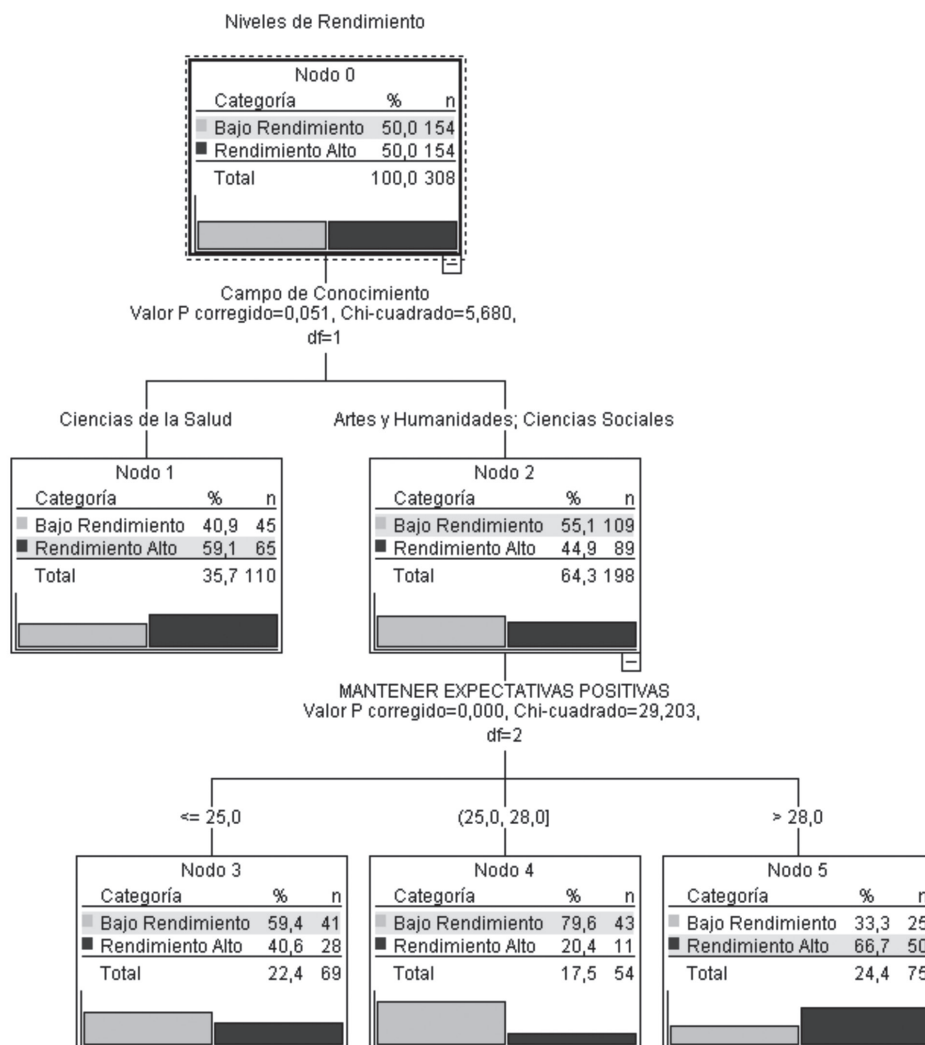 Niveles de Rendimiento
Nodo 0
Categoría % n
Bajo Rendimiento 50,0 154
Rendimiento Alto 50,0 154
Total 100,0 308
Campo de Conocimiento
Valor P corregido=0,051, Chi-cuadrado=5,680,
df=1
Ciencias de la Salud
Artes y Humanidades; Ciencias Sociales
Nodo 1
Categoría % n
Bajo Rendimiento 40,9 45
Rendimiento Alto 59,1 65
Total 35,7 110
Nodo 2
Categoría % n
Bajo Rendimiento 55,1 109
Rendimiento Alto 44,9 89
Total 64,3 198
MANTENER EXPECTATIVAS POSITIVAS
Valor P corregido=0,000, Chi-cuadrado=29,203,
df=2
<= 25,0
(25,0, 28,0]
> 28,0
Nodo 3
Categoría % n
Bajo Rendimiento 59,4 41
Rendimiento Alto 40,6 28
Total 22,4 69
Nodo 4
Categoría % n
Bajo Rendimiento 79,6 43
Rendimiento Alto 20,4 11
Total 17,5 54
Nodo 5
Categoría % n
Bajo Rendimiento 33,3 25
Rendimiento Alto 66,7 50
Total 24,4 75